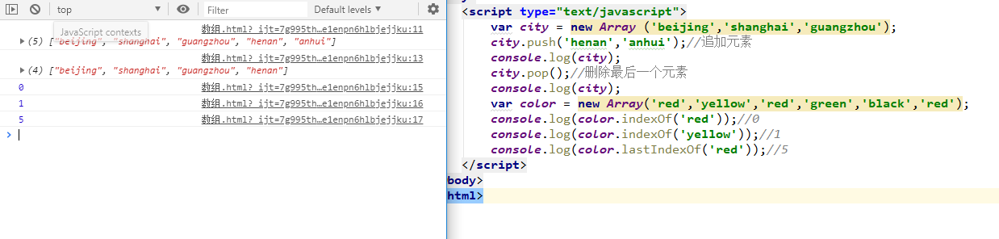 top
Filter
Default levels
JavaScript contexts
数组.html? ijt=7g995th…e1enpn6hlbjejjku:11
(5) ["beijing", "shanghai", "guangzhou", "henan", "anhui"]
数组.html? ijt=7g995th…e1enpn6hlbjejjku:13
(4) ["beijing", "shanghai", "guangzhou", "henan"]
0 数组.html? ijt=7g995th…e1enpn6hlbjejjku:15
1 数组.html? ijt=7g995th…e1enpn6hlbjejjku:16
5 数组.html? ijt=7g995th…e1enpn6hlbjejjku:17
<script type="text/javascript">
var city = new Array ('beijing','shanghai','guangzhou');
city.push('henan','anhui');//追加元素
console.log(city);
city.pop();//删除最后一个元素
console.log(city);
var color = new Array('red','yellow','red','green','black','red');
console.log(color.indexOf('red'));//0
console.log(color.indexOf('yellow'));//1
console.log(color.lastIndexOf('red'));//5
</script>
body>
html>